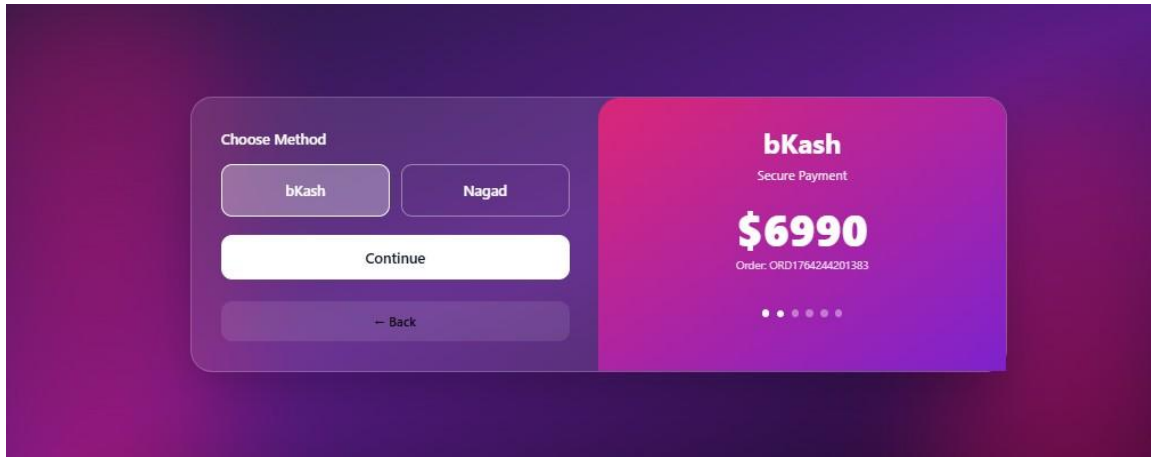 Choose Method
bKash
Nagad
Continue
← Back
bKash
Secure Payment
$6990
Order: ORD1764244201383